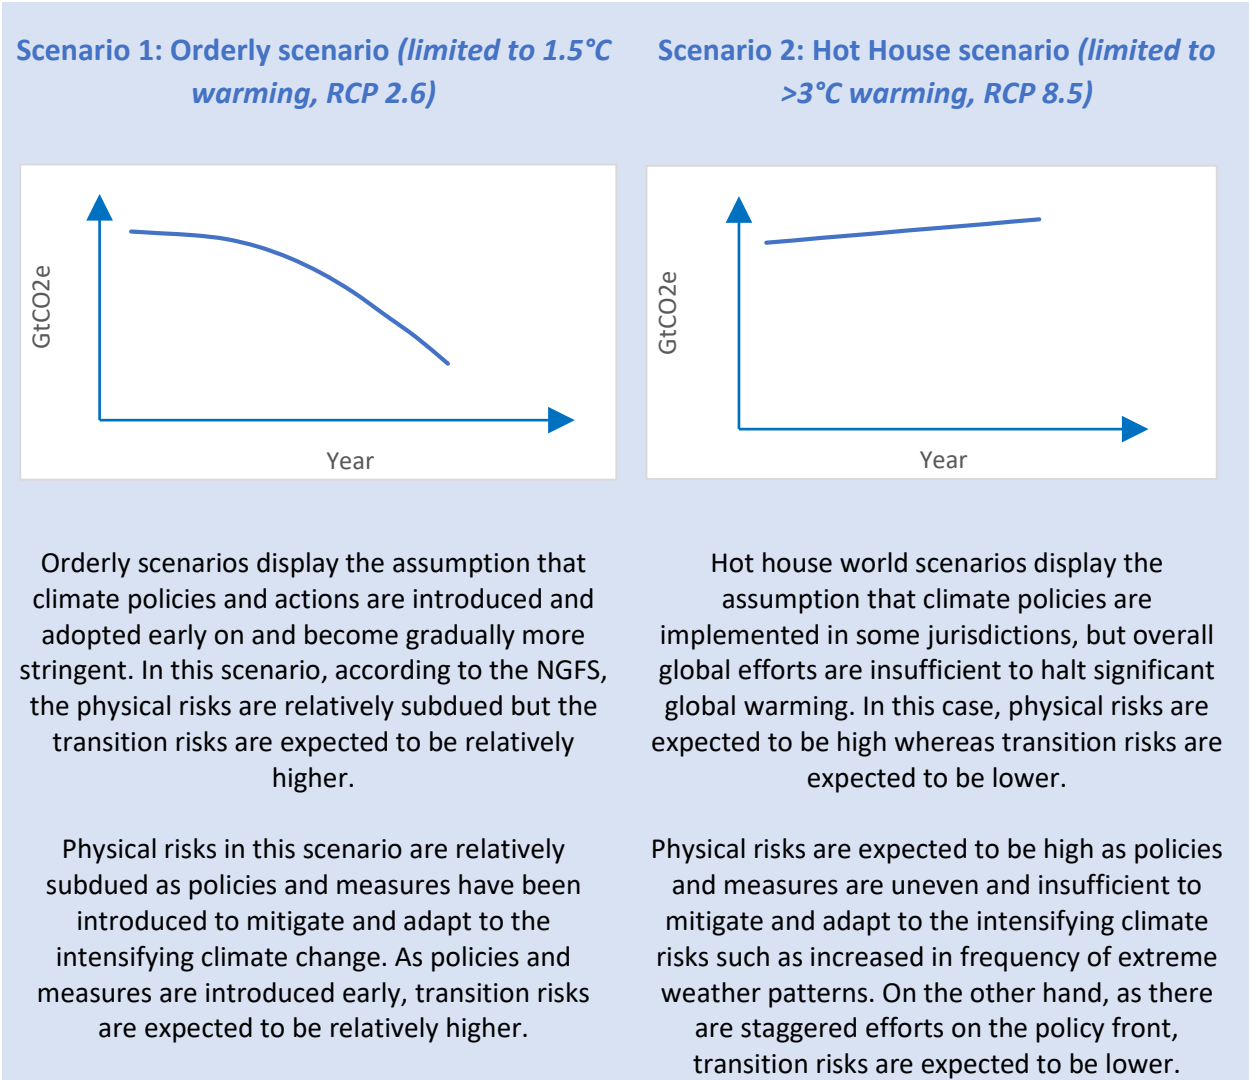 Scenario 1: Orderly scenario (limited to 1.5°C
warming, RCP 2.6)
GtCO2e
Year
Orderly scenarios display the assumption that
climate policies and actions are introduced and
adopted early on and become gradually more
stringent. In this scenario, according to the NGFS,
the physical risks are relatively subdued but the
transition risks are expected to be relatively
higher.
Physical risks in this scenario are relatively
subdued as policies and measures have been
introduced to mitigate and adapt to the
intensifying climate change. As policies and
measures are introduced early, transition risks
are expected to be relatively higher.
Scenario 2: Hot House scenario (limited to
>3°C warming, RCP 8.5)
GtCO2e
Year
Hot house world scenarios display the
assumption that climate policies are
implemented in some jurisdictions, but overall
global efforts are insufficient to halt significant
global warming. In this case, physical risks are
expected to be high whereas transition risks are
expected to be lower.
Physical risks are expected to be high as policies
and measures are uneven and insufficient to
mitigate and adapt to the intensifying climate
risks such as increased in frequency of extreme
weather patterns. On the other hand, as there
are staggered efforts on the policy front,
transition risks are expected to be lower.